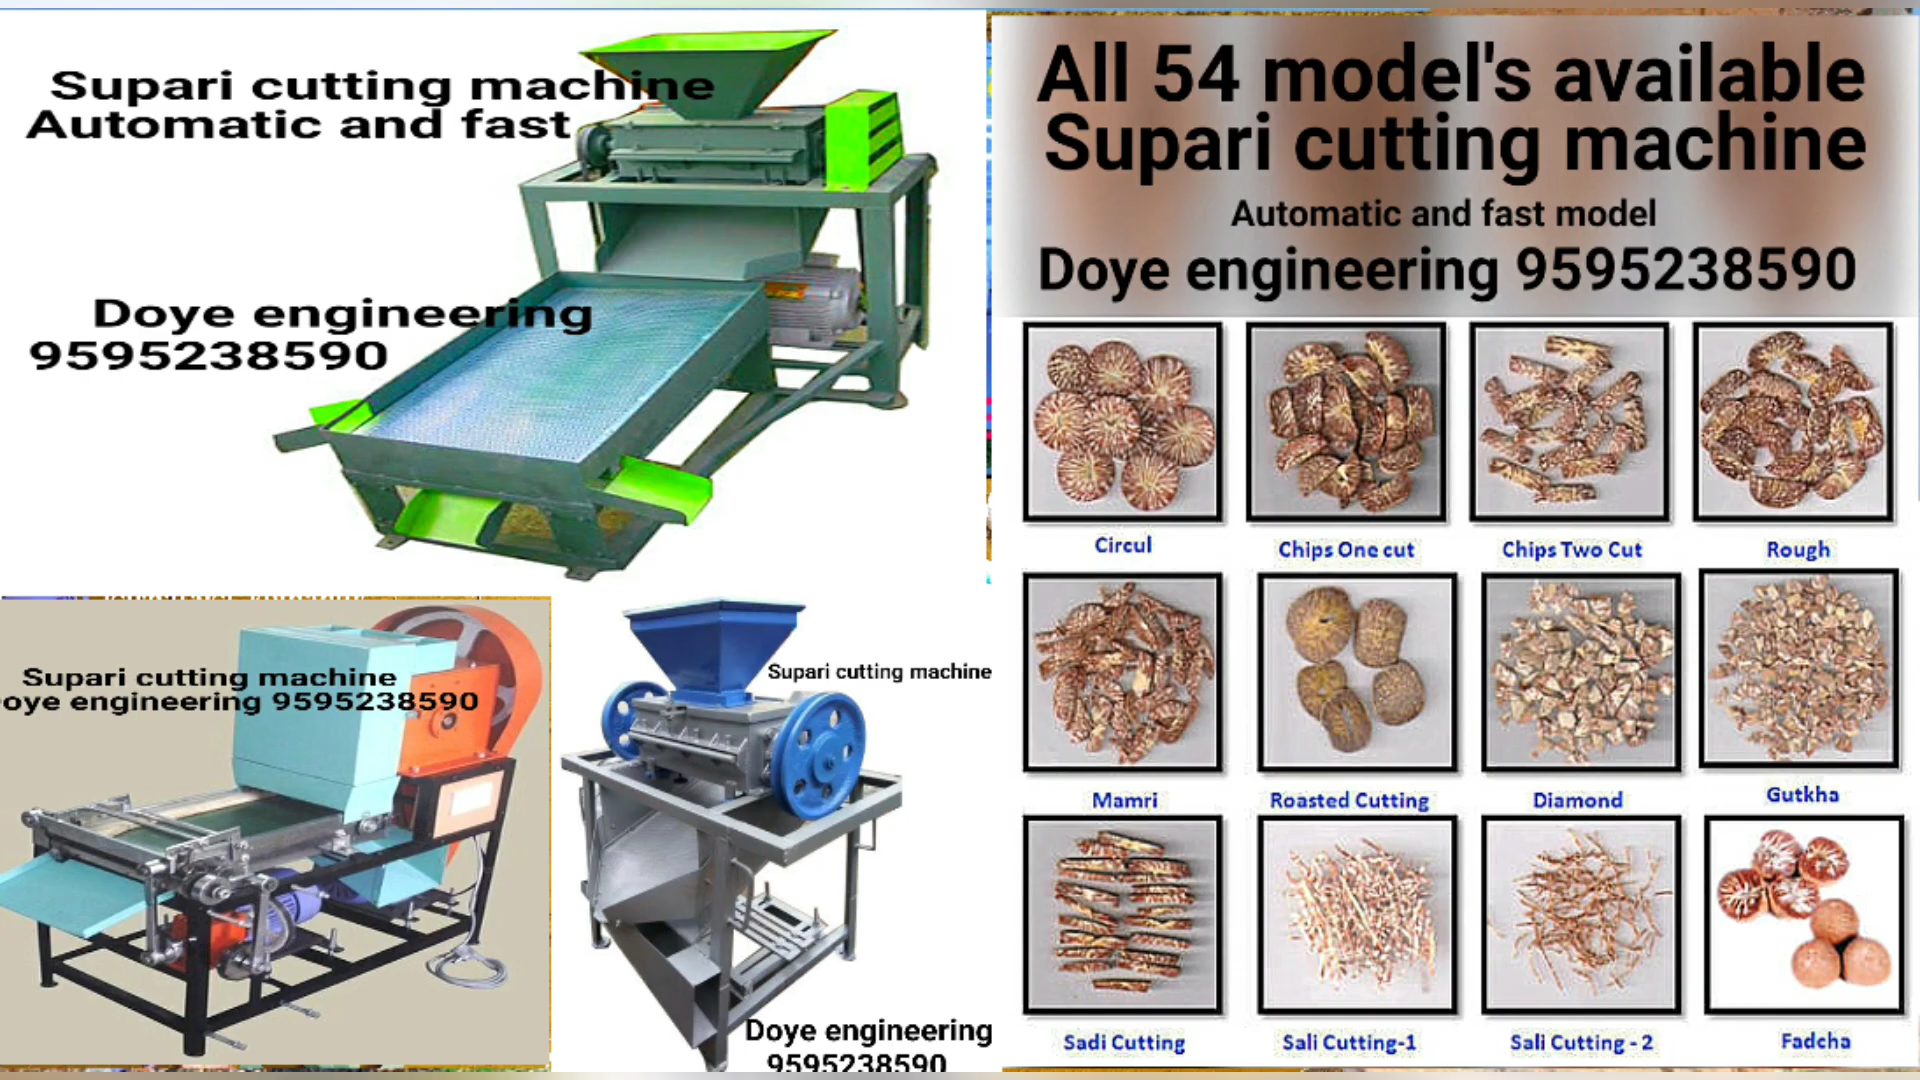 Supari cutting machine
Automatic and fast
Doye engineering
9595238590
Supari cutting machine
oye engineering 9595238590
Supari cutting machine
Doye engineering
9595238590
All 54 model's available
Supari cutting machine
Automatic and fast model
Doye engineering 9595238590
Circul
Chips One cut
Chips Two Cut
Rough
Mamri
Roasted Cutting
Diamond
Gutkha
Sadi Cutting
Sali Cutting-1
Sali Cutting - 2
Fadcha